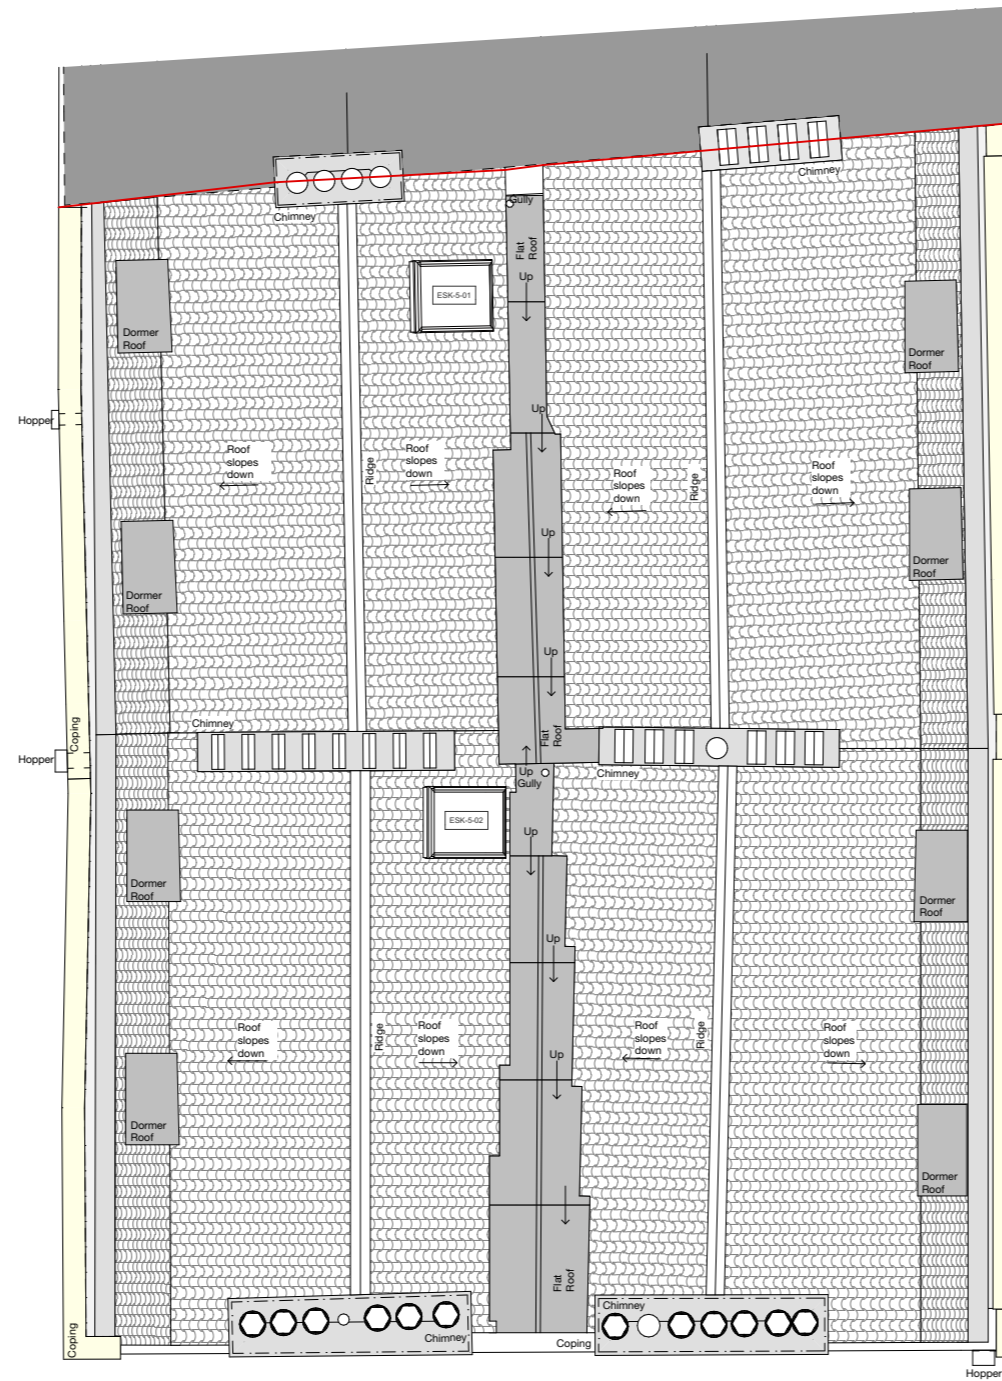 Chimney
Chimney
Gully
Flat
Roof
ESK-5-01
Up
Dormer
Roof
Dormer
Roof
Hopper
Up
Roof
slopes
down
Ridge
Roof
slopes
down
Roof
slopes
down
Ridge
Roof
slopes
down
Up
Dormer
Roof
Dormer
Roof
Up
Coping
Chimney
Flat
Roof
Hopper
Up
Gully
Chimney
ESK-5-02
Up
Dormer
Roof
Dormer
Roof
Up
Roof
slopes
down
Ridge
Roof
slopes
down
Roof
slopes
down
Ridge
Roof
slopes
down
Up
Dormer
Roof
Dormer
Roof
Flat
Roof
Chimney
Coping
Chimney
Coping
Hopper